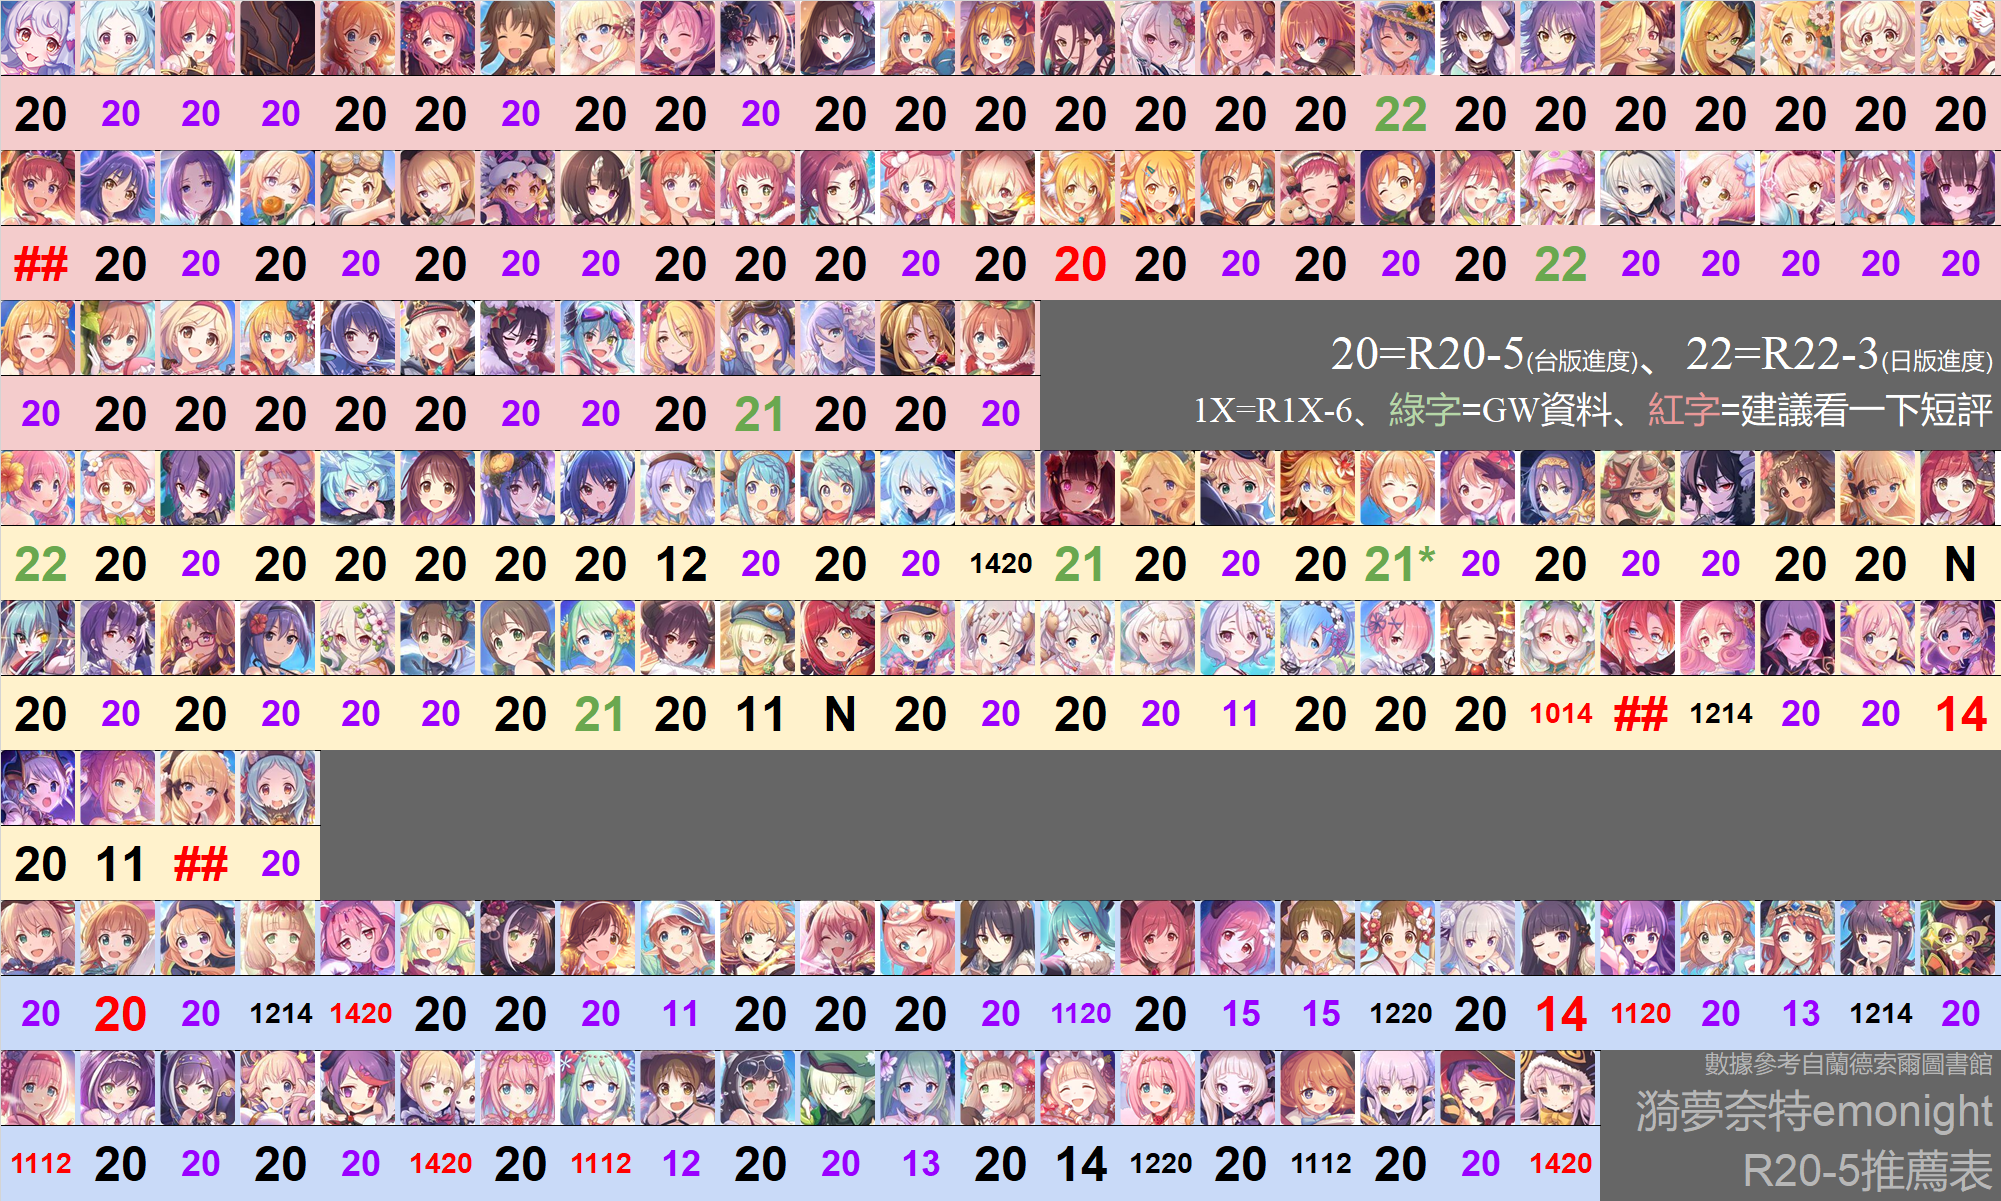 20 20 20 20 20 20 20 20 20 20 20 20 20 20 20 20 20 22 20 20 20 20 20 20 20
## 20 20 20 20 20 20 20 20 20 20 20 20 20 20 20 20 20 20 22 20 20 20 20 20
20=R20-5(台版進度)、22=R22-3(日版進度)
1X=R1X-6、綠字=GW資料、紅字=建議看一下短評
20 20 20 20 20 20 20 20 20 21 20 20 20
22 20 20 20 20 20 20 20 12 20 20 20 1420 21 20 20 20 21* 20 20 20 20 20 20 N
20 20 20 20 20 20 20 21 20 11 N 20 20 20 20 11 20 20 20 1014 ## 1214 20 20 14
20 11 ## 20
20 20 20 1214 1420 20 20 20 11 20 20 20 20 1120 20 15 15 1220 20 14 1120 20 13 1214 20
數據參考自蘭德索爾圖書館
漪夢奈特emonight
R20-5推薦表
1112 20 20 20 20 1420 20 1112 12 20 20 13 20 14 1220 20 1112 20 20 1420